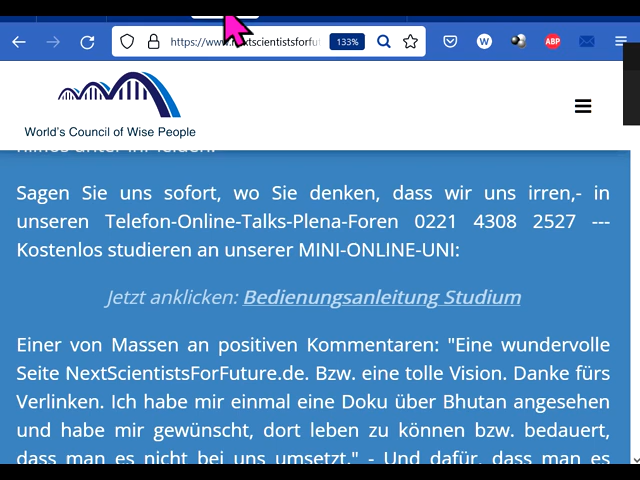 https://www.nextscientistsforfut
133%
W
ABP
World's Council of Wise People
Sagen Sie uns sofort, wo Sie denken, dass wir uns irren,- in
unseren Telefon-Online-Talks-Plena-Foren 0221 4308 2527 ---
Kostenlos studieren an unserer MINI-ONLINE-UNI:
Jetzt anklicken: Bedienungsanleitung Studium
Einer von Massen an positiven Kommentaren: "Eine wundervolle
Seite NextScientistsForFuture.de. Bzw. eine tolle Vision. Danke fürs
Verlinken. Ich habe mir einmal eine Doku über Bhutan angesehen
und habe mir gewünscht, dort leben zu können bzw. bedauert,
dass man es nicht bei uns umsetzt." - Und dafür, dass man es